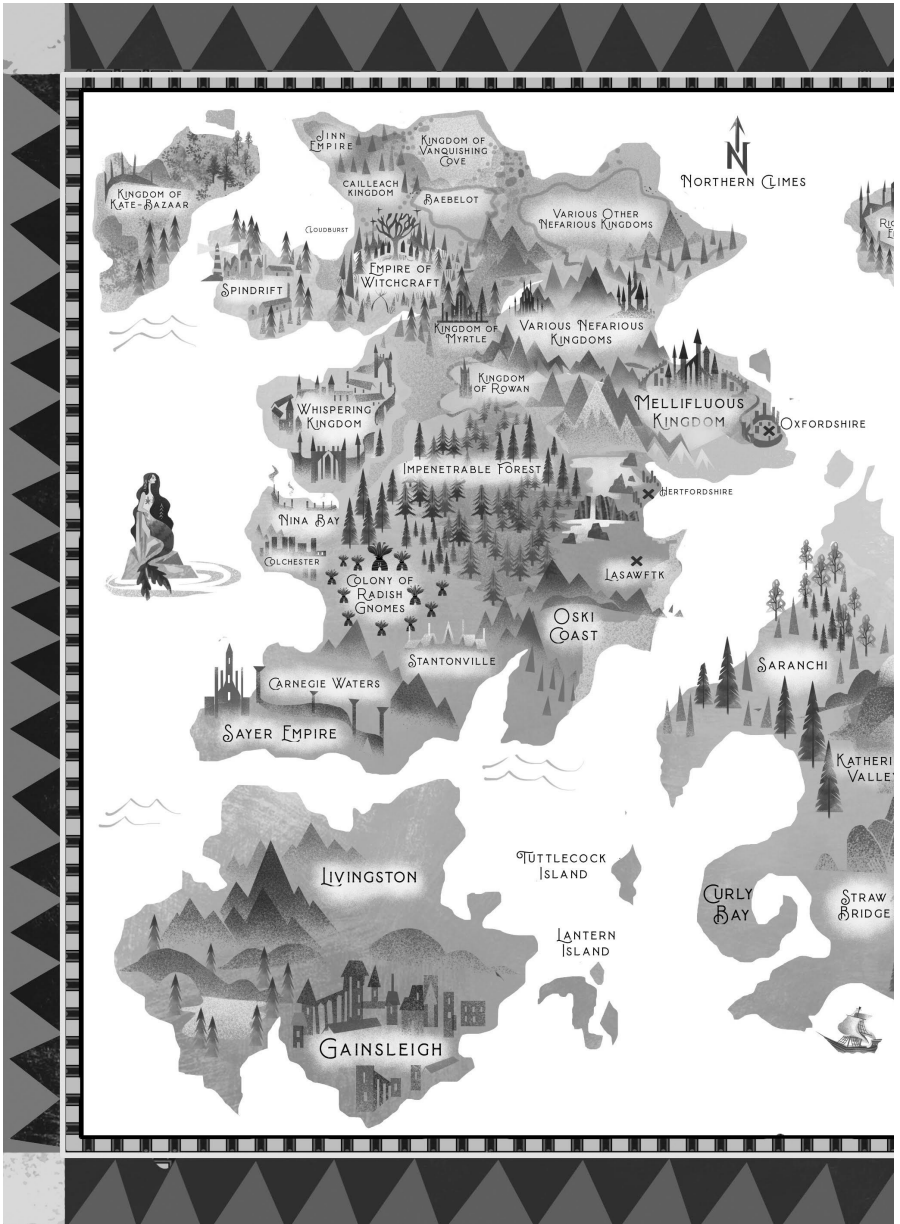 Jinn
Empire
Kingdom of
Vanquishing
Cove
N
Northern Climes
Kingdom of
Kate-Bazaar
Cailleach
Kingdom
Baebelot
Various Other
Nefarious Kingdoms
Cloudburst
Empire of
Witchcraft
Spindrift
Kingdom of
Myrtle
Various Nefarious
Kingdoms
Kingdom
of Rowan
Whispering
Kingdom
Mellifluous
Kingdom
Oxfordshire
Impenetrable Forest
Hertfordshire
Nina Bay
Colchester
Lasawftk
Colony of
Radish
Gnomes
Oski
Coast
Stantonville
Saranchi
Carnegie Waters
Sayer Empire
Katheri
Valle
Tuttlecock
Island
Livingston
Curly
Bay
Straw
Bridge
Lantern
Island
Gainsleigh